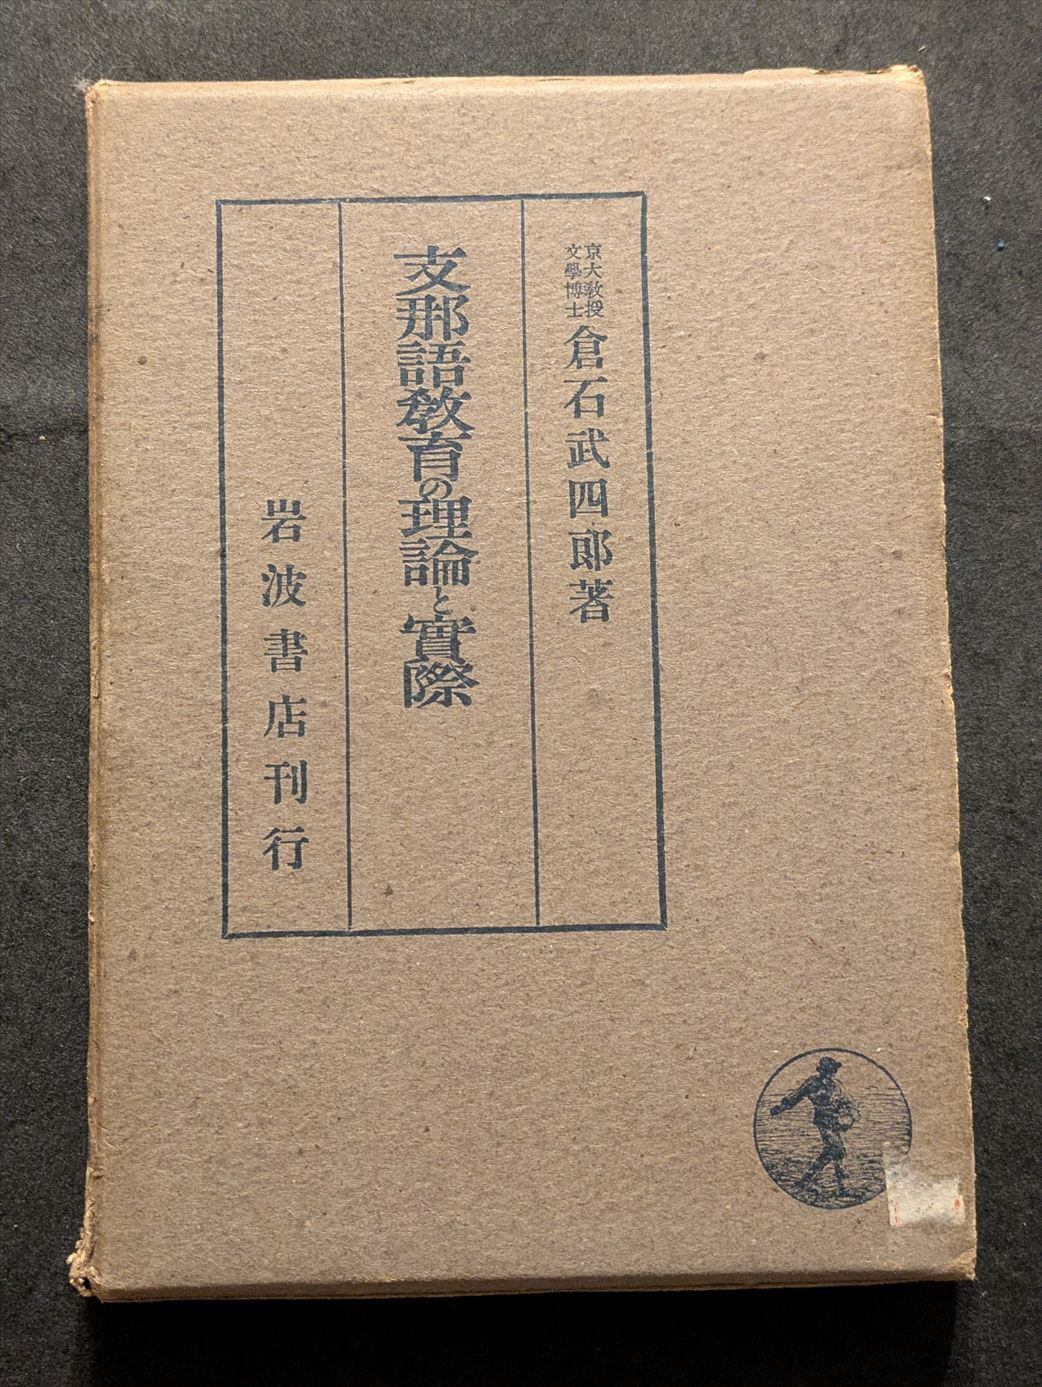 京大教授
文學博士
倉石武四郎著
支那語教育の理論と實際
岩波書店刊行